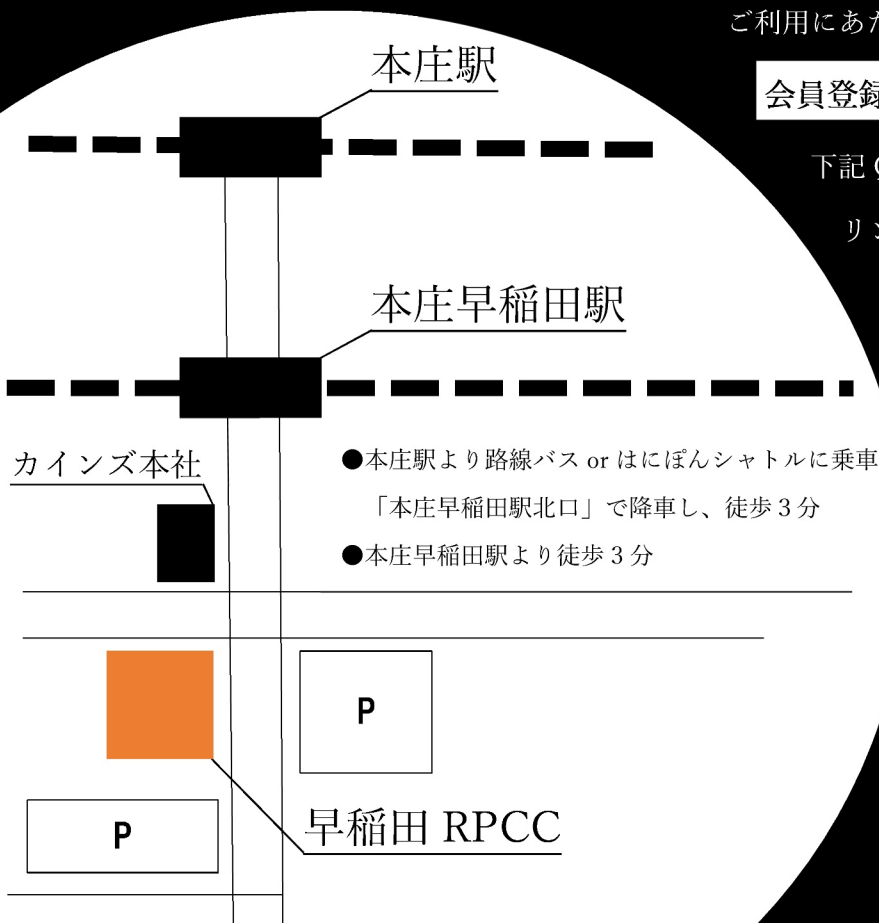 ご利用にあた
本庄駅
会員登録
下記
リン
本庄早稲田駅
カインズ本社
●本庄駅より路線バス or はにぽんシャトルに乗車
「本庄早稲田駅北口」で降車し、徒歩 3 分
●本庄早稲田駅より徒歩 3 分
P
早稲田 RPCC
P